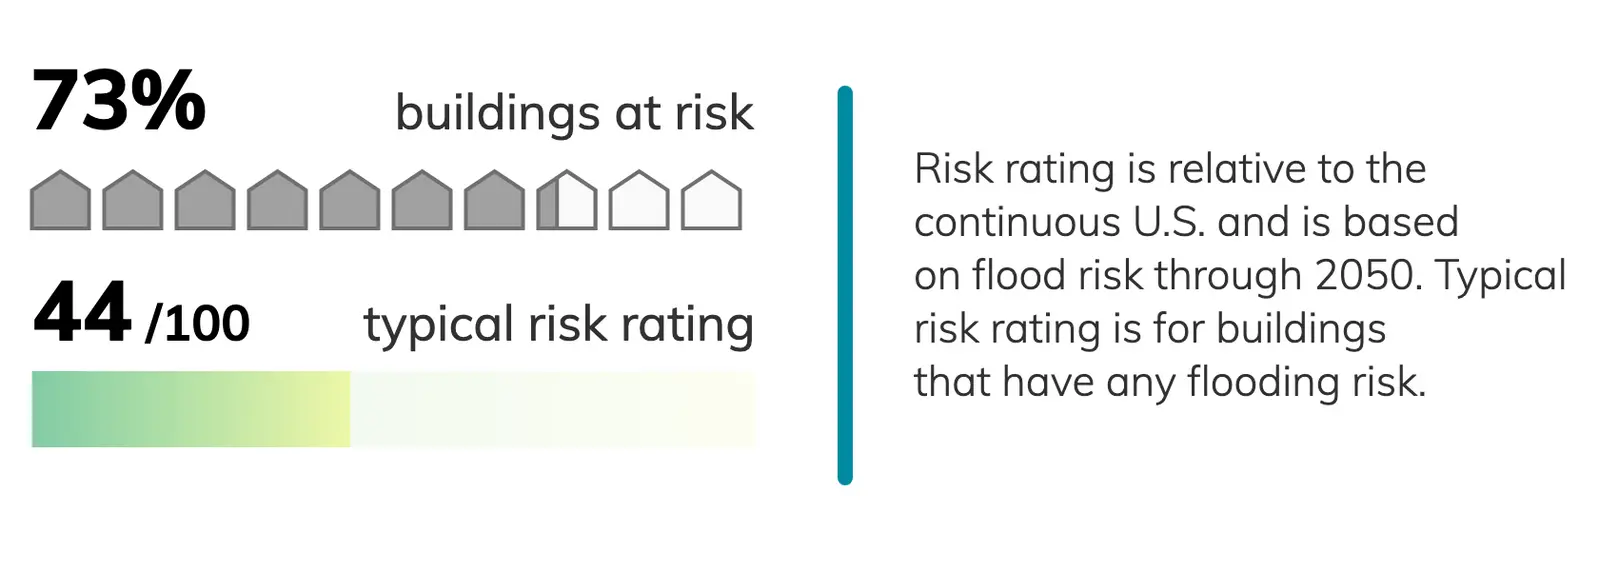 73% buildings at risk
44 /100 typical risk rating
Risk rating is relative to the
continuous U.S. and is based
on flood risk through 2050. Typical
risk rating is for buildings
that have any flooding risk.